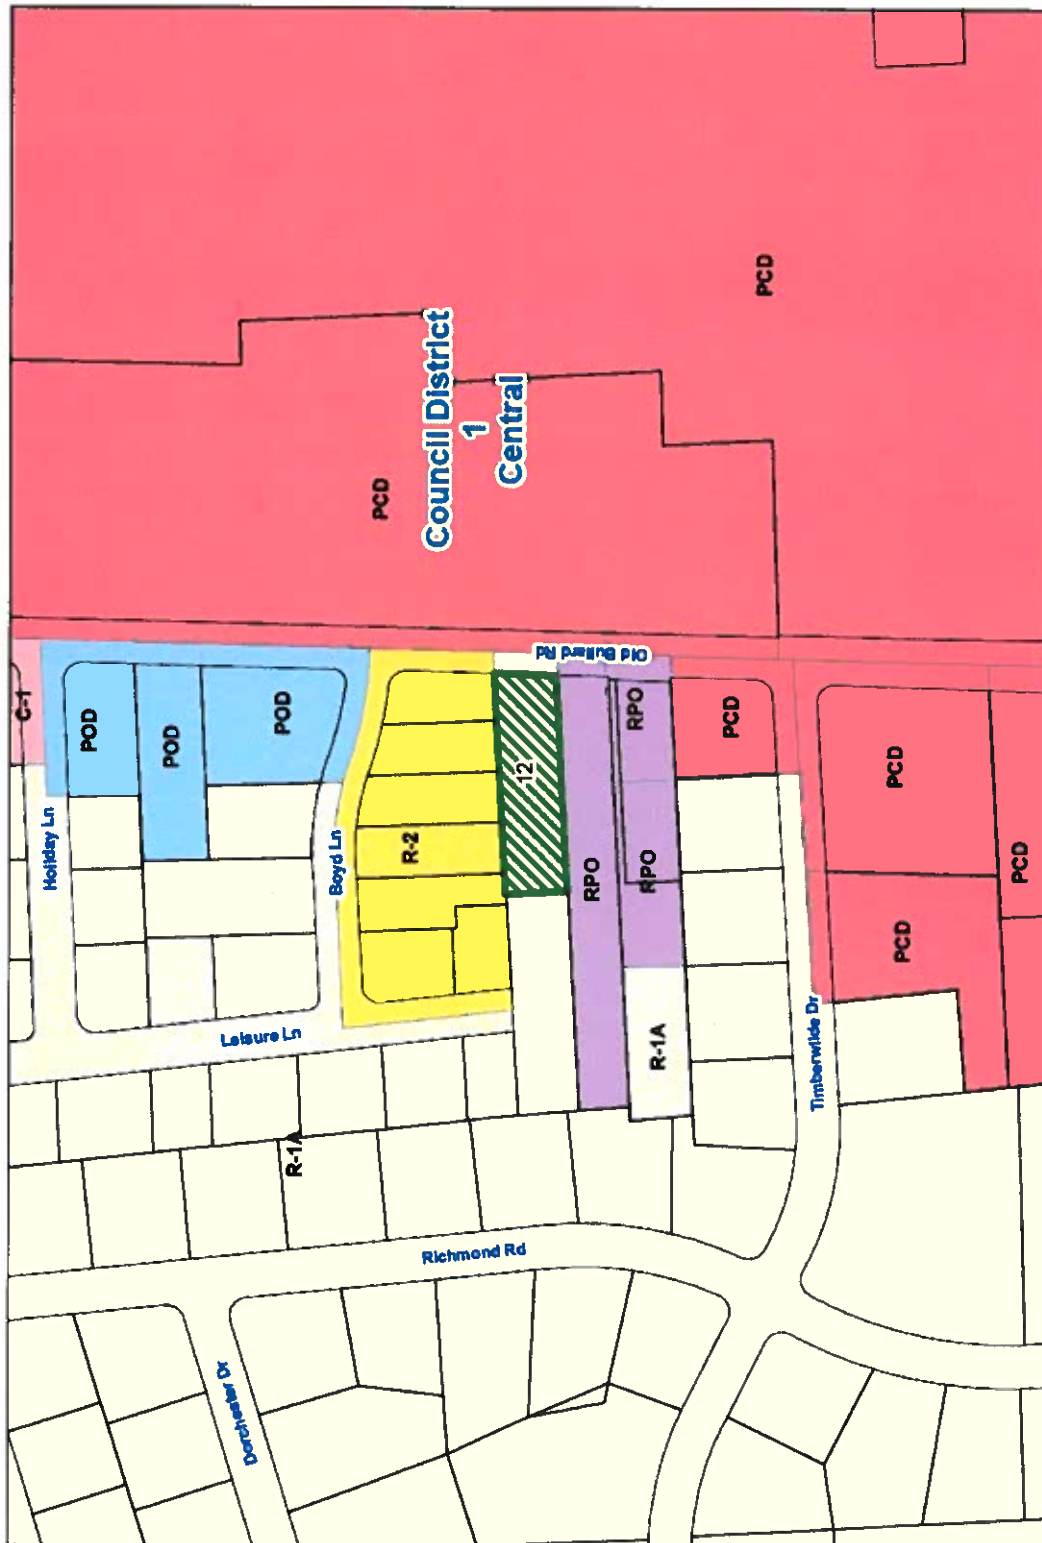 C-1
POD
POD
POD
Holiday Ln
Boyd Ln
Leisure Ln
R-2
PCD
Council District
1
Central
PCD
Old Bullard Rd
12
RPO
RPO
RPO
PCD
PCD
PCD
PCD
R-1A
R-1A
Timberwilde Dr
Richmond Rd
Dorchester Dr